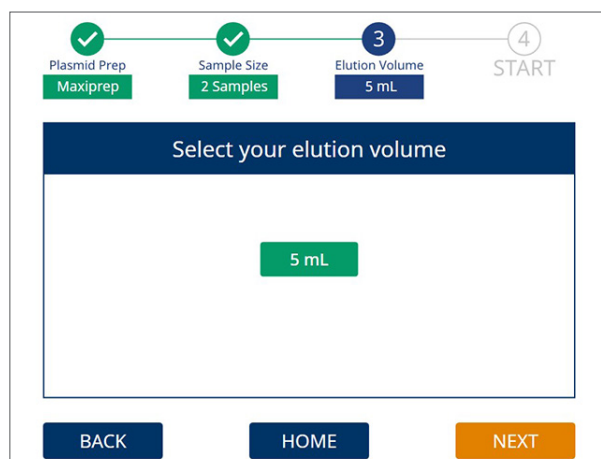 3
4
Plasmid Prep
Sample Size
Elution Volume
START
Maxiprep
2 Samples
5 mL
Select your elution volume
5 mL
BACK
HOME
NEXT